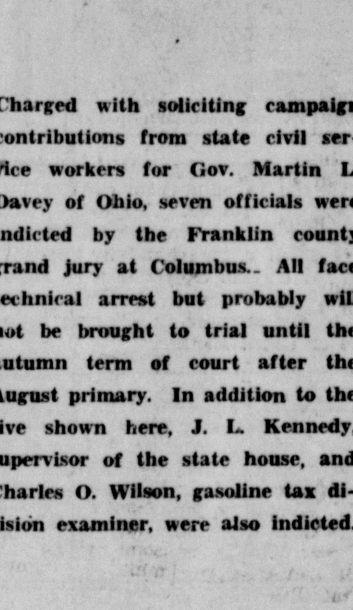 Charged with soliciting campaign
contributions from state civil ser-
vice workers for Gov. Martin L
Davey of Ohio, seven officials were
indicted by the Franklin county
grand jury at Columbus.. All face
technical arrest but probably will
not be brought to trial until the
autumn term of court after the
August primary. In addition to the
five shown here, J. L. Kennedy,
supervisor of the state house, and
Charles O. Wilson, gasoline tax di-
vision examiner, were also indicted.